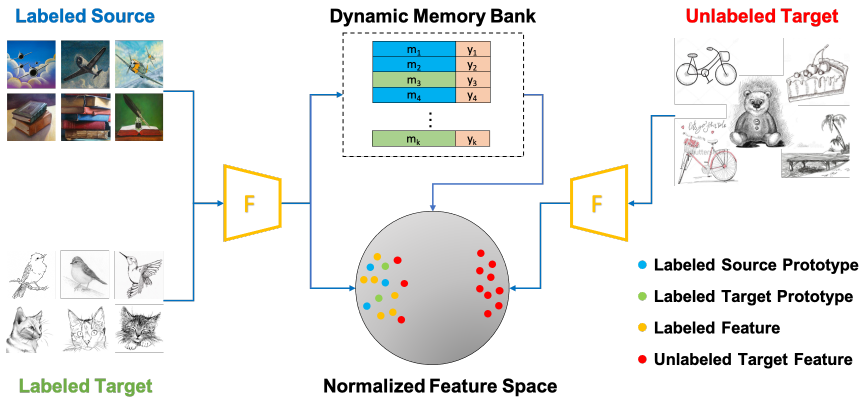 Labeled Source
Dynamic Memory Bank
Unlabeled Target
m1 y1
m2 y2
m3 y3
m4 y4
mk yk
F
F
Labeled Source Prototype
Labeled Target Prototype
Labeled Feature
Unlabeled Target Feature
Labeled Target
Normalized Feature Space